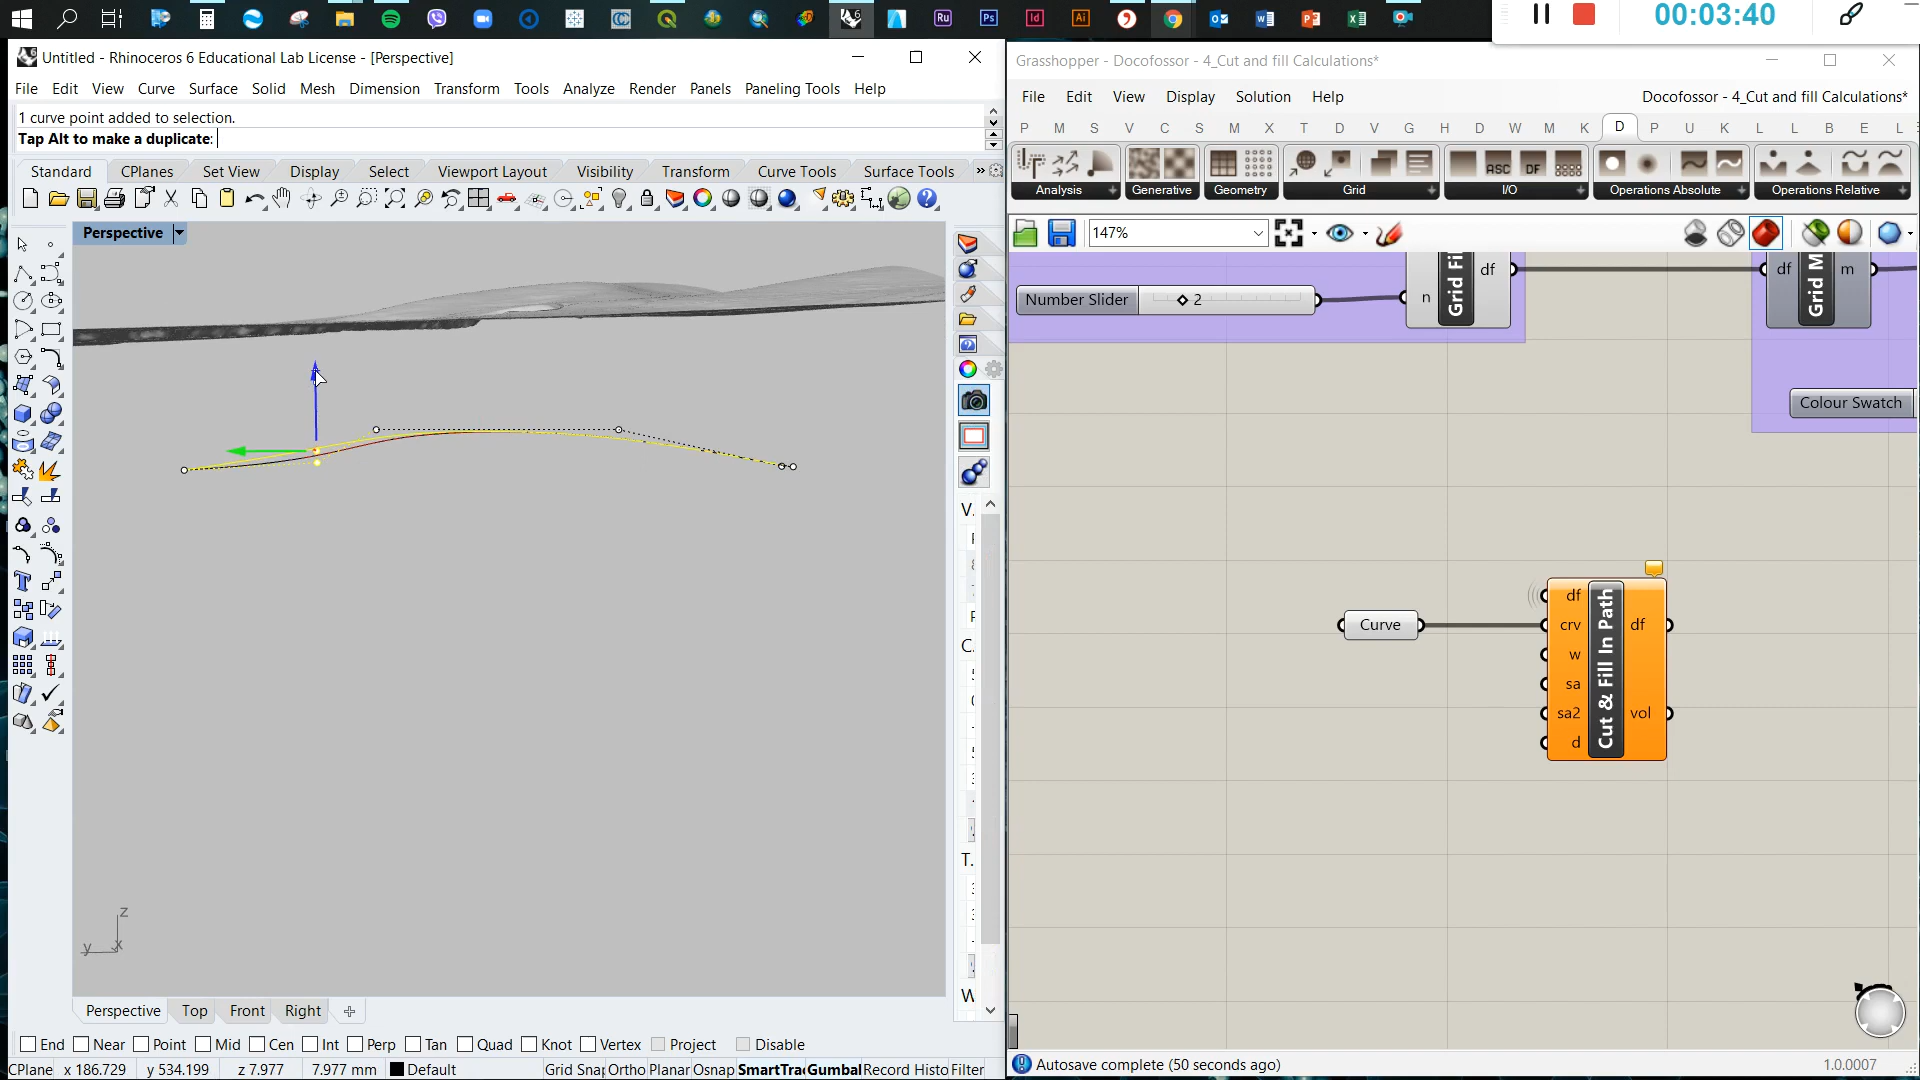 00:03:40
Untitled - Rhinoceros 6 Educational Lab License - [Perspective]
File Edit View Curve Surface Solid Mesh Dimension Transform Tools Analyze Render Panels Paneling Tools Help
1 curve point added to selection.
Tap Alt to make a duplicate:
Standard CPlanes Set View Display Select Viewport Layout Visibility Transform Curve Tools Surface Tools
Perspective
z
y x
Perspective Top Front Right
End Near Point Mid Cen Int Perp Tan Quad Knot Vertex Project Disable
CPlane x 186.729 y 534.199 z 7.977 7.977 mm Default Grid Snap Ortho Planar Osnap SmartTrac Gumbal Record Histo Filter
Grasshopper - Docofossor - 4_Cut and fill Calculations*
File Edit View Display Solution Help Docofossor - 4_Cut and fill Calculations*
P M S V C S M X T D V G H D W M K D P U K L L B E L
ASC DF
Analysis Generative Geometry Grid I/O Operations Absolute Operations Relative
147%
Number Slider 2
n Grid Fi df
df Grid M m
Colour Swatch
Curve
df
crv
w
sa
sa2
d
Cut & Fill In Path
df
vol
Autosave complete (50 seconds ago) 1.0.0007